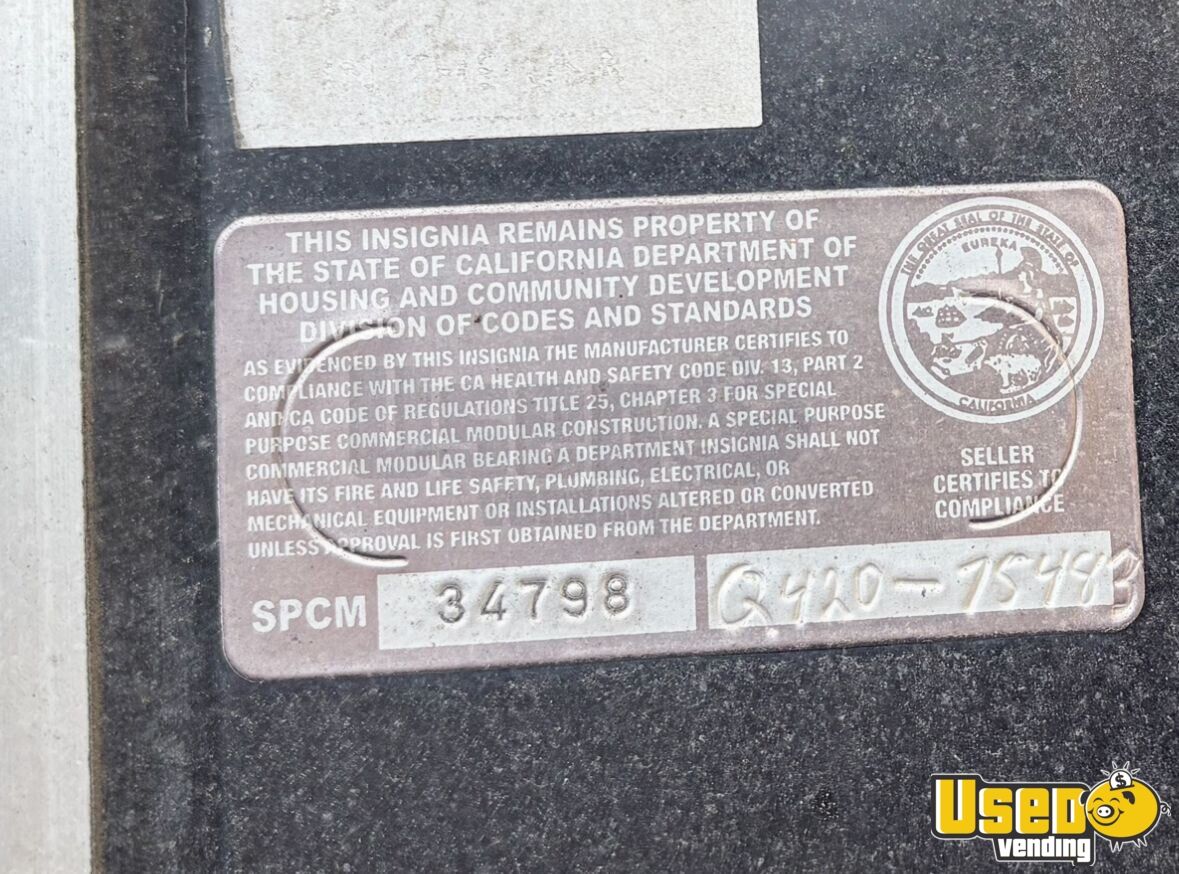 THIS INSIGNIA REMAINS PROPERTY OF
THE STATE OF CALIFORNIA DEPARTMENT OF
HOUSING AND COMMUNITY DEVELOPMENT
DIVISION OF CODES AND STANDARDS
AS EVIDENCED BY THIS INSIGNIA THE MANUFACTURER CERTIFIES TO
COMPLIANCE WITH THE CA HEALTH AND SAFETY CODE DIV. 13, PART 2
AND CA CODE OF REGULATIONS TITLE 25, CHAPTER 3 FOR SPECIAL
PURPOSE COMMERCIAL MODULAR CONSTRUCTION. A SPECIAL PURPOSE
COMMERCIAL MODULAR BEARING A DEPARTMENT INSIGNIA SHALL NOT
HAVE ITS FIRE AND LIFE SAFETY, PLUMBING, ELECTRICAL, OR
MECHANICAL EQUIPMENT OR INSTALLATIONS ALTERED OR CONVERTED
UNLESS APPROVAL IS FIRST OBTAINED FROM THE DEPARTMENT.
THE GREAT SEAL OF THE STATE OF
EUREKA
CALIFORNIA
SELLER
CERTIFIES TO
COMPLIANCE
SPCM 34798 Q420-75443
USED
vending